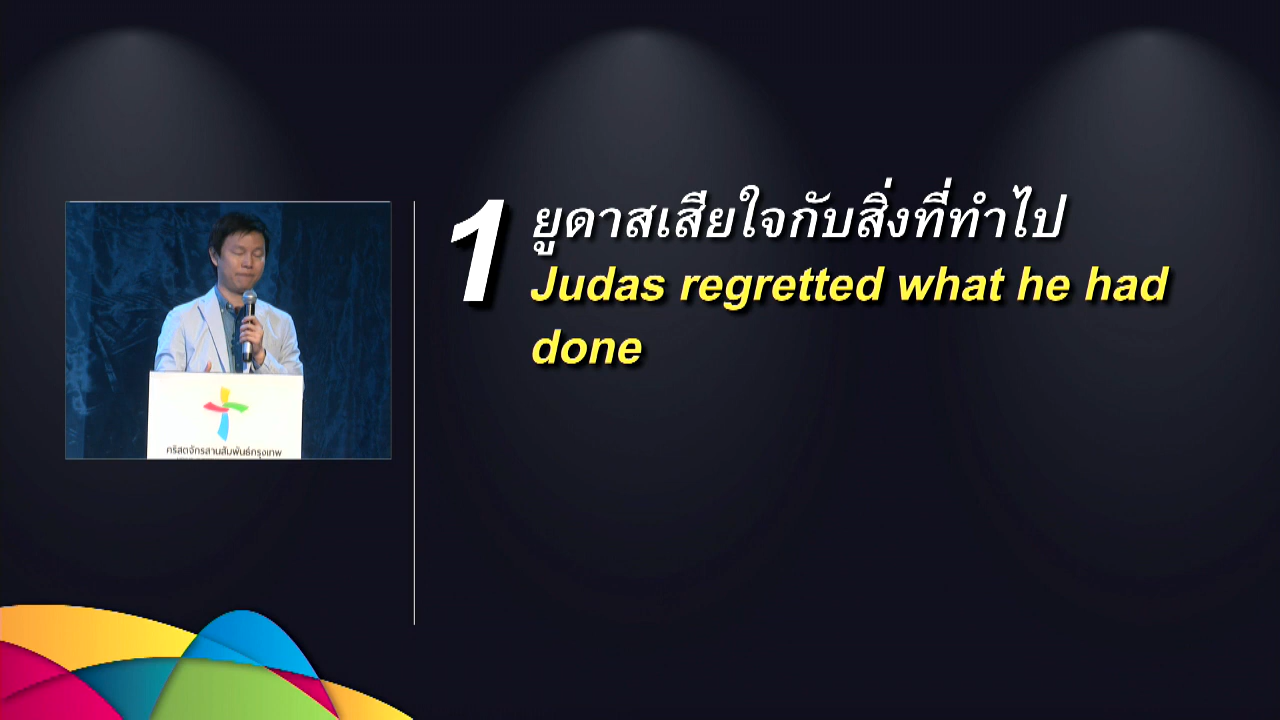 1
ยูดาสเสียใจกับสิ่งที่ทำไป
Judas regretted what he had
done
คริสตจักรสานสัมพันธ์กรุงเทพ